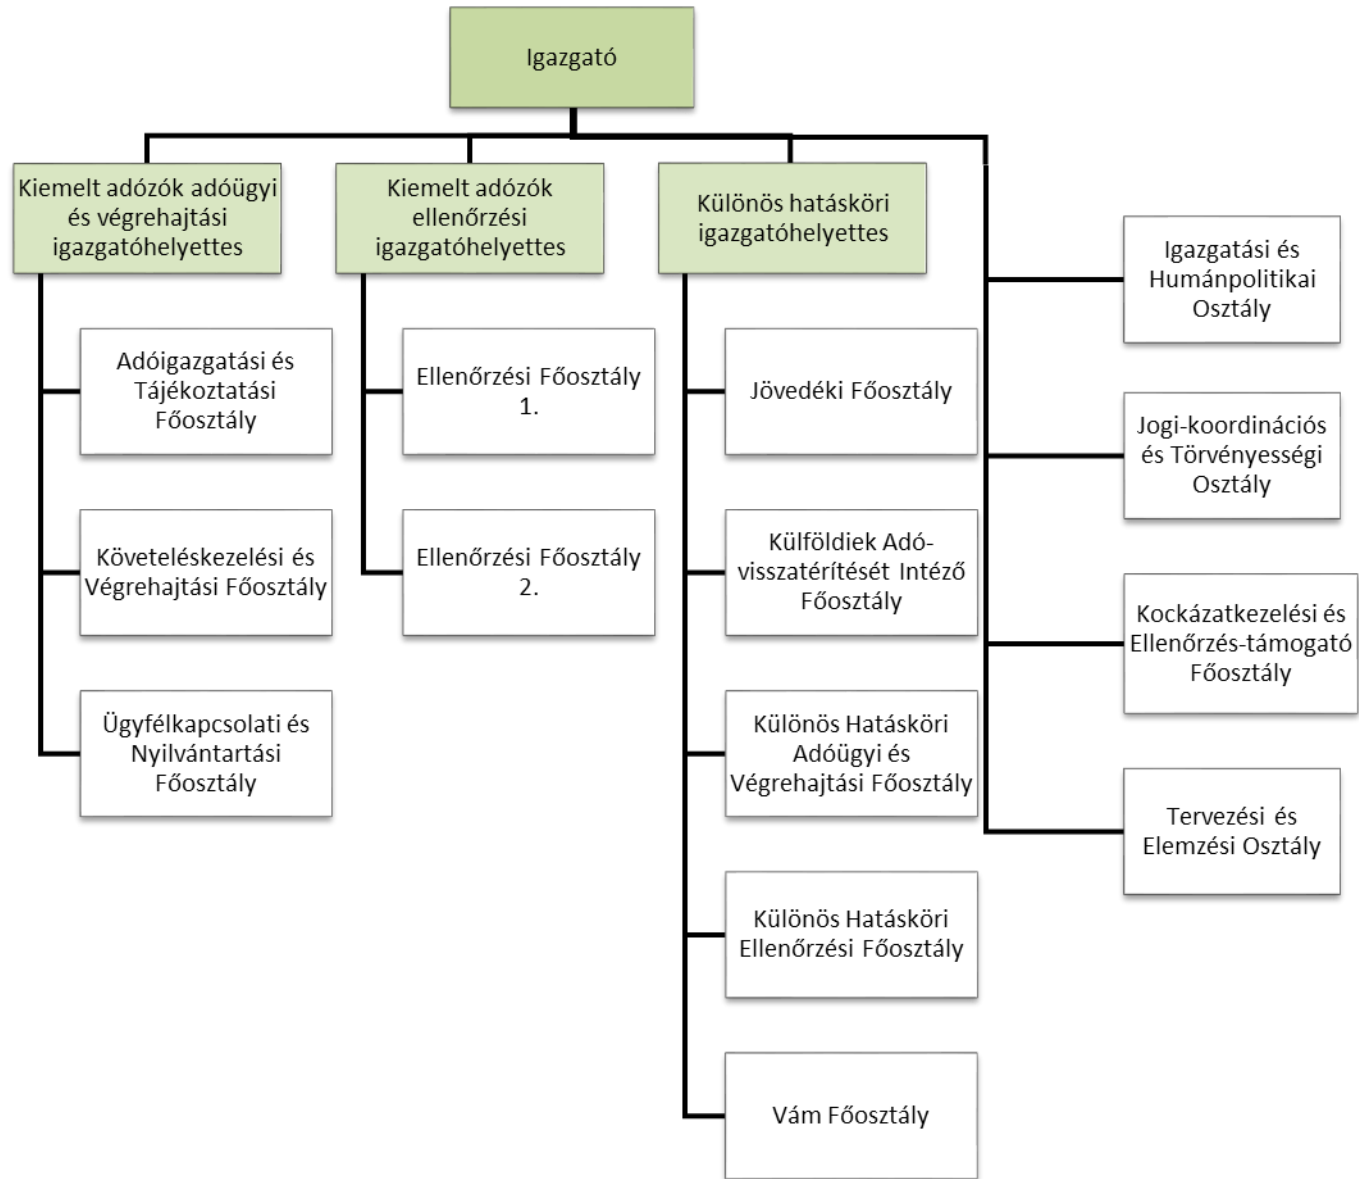 Igazgató
Kiemelt adózók adóügyi
és végrehajtási
igazgatóhelyettes
Adóigazgatási és
Tájékoztatási
Főosztály
Követeléskezelési és
Végrehajtási Főosztály
Ügyfélkapcsolati és
Nyilvántartási
Főosztály
Kiemelt adózók
ellenőrzési
igazgatóhelyettes
Ellenőrzési Főosztály
1.
Ellenőrzési Főosztály
2.
Különös hatásköri
igazgatóhelyettes
Jövedéki Főosztály
Külföldiek Adó-
visszatérítését Intéző
Főosztály
Különös Hatásköri
Adóügyi és
Végrehajtási Főosztály
Különös Hatásköri
Ellenőrzési Főosztály
Vám Főosztály
Igazgatási és
Humánpolitikai
Osztály
Jogi-koordinációs
és Törvényességi
Osztály
Kockázatkezelési és
Ellenőrzés-támogató
Főosztály
Tervezési és
Elemzési Osztály